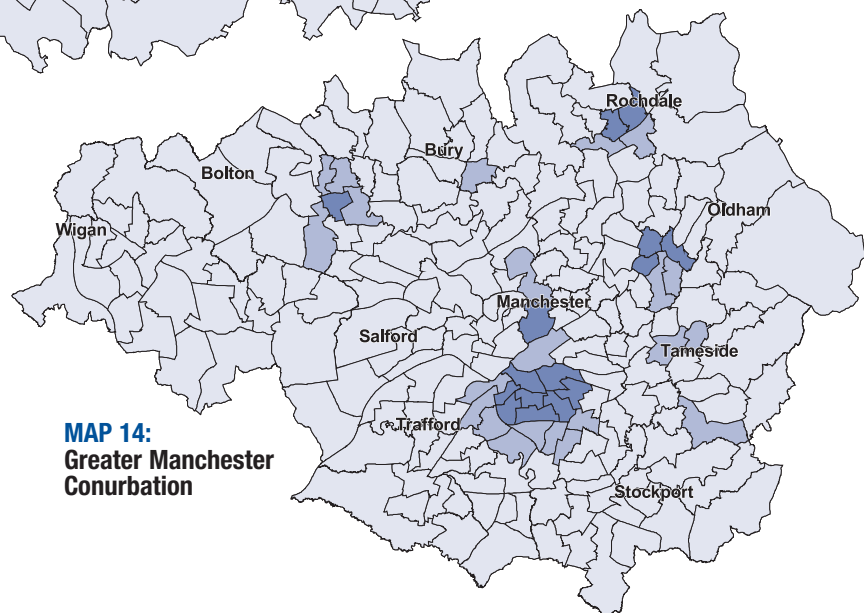 Rochdale
Bury
Bolton
Oldham
Wigan
Manchester
Salford
Tameside
Trafford
MAP 14:
Greater Manchester
Conurbation
Stockport